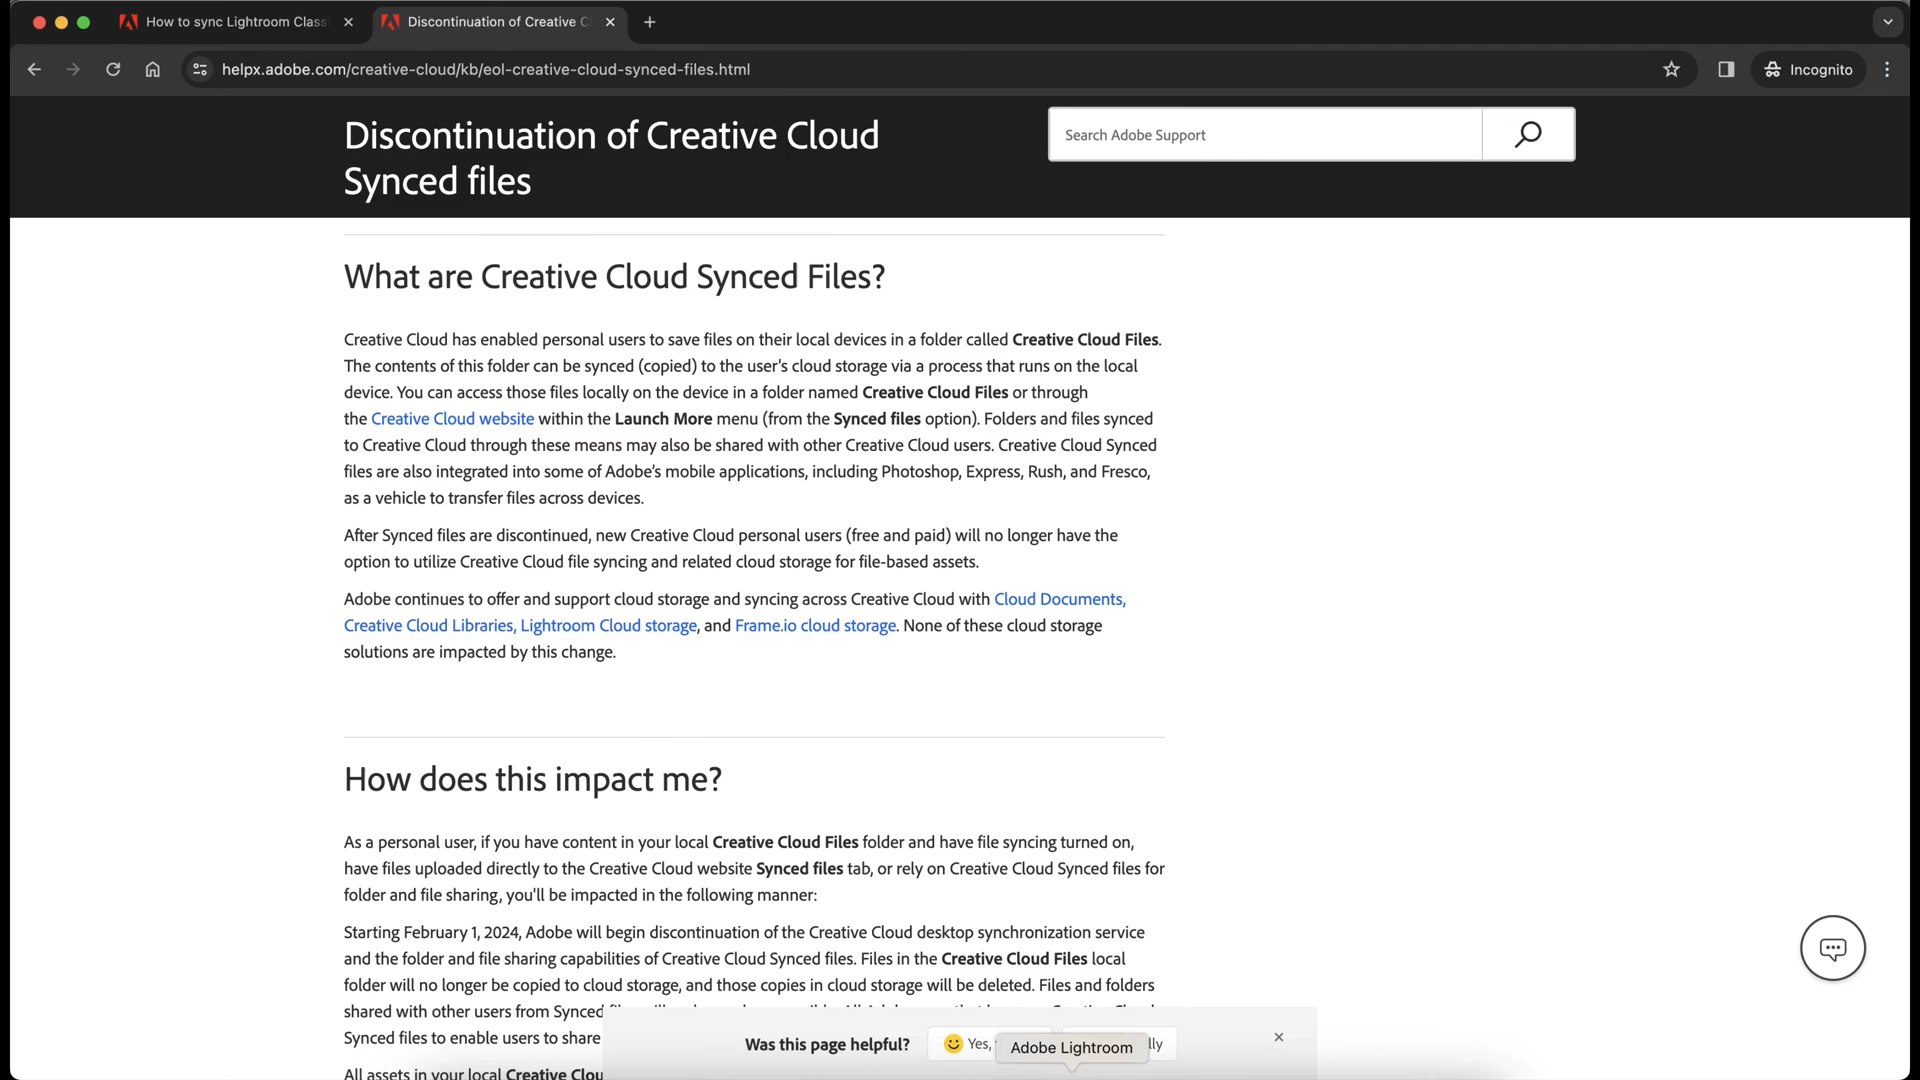 How to sync Lightroom Class
Discontinuation of Creative C
helpx.adobe.com/creative-cloud/kb/eol-creative-cloud-synced-files.html
Incognito
Discontinuation of Creative Cloud
Synced files
Search Adobe Support
What are Creative Cloud Synced Files?
Creative Cloud has enabled personal users to save files on their local devices in a folder called Creative Cloud Files.
The contents of this folder can be synced (copied) to the user's cloud storage via a process that runs on the local
device. You can access those files locally on the device in a folder named Creative Cloud Files or through
the Creative Cloud website within the Launch More menu (from the Synced files option). Folders and files synced
to Creative Cloud through these means may also be shared with other Creative Cloud users. Creative Cloud Synced
files are also integrated into some of Adobe's mobile applications, including Photoshop, Express, Rush, and Fresco,
as a vehicle to transfer files across devices.
After Synced files are discontinued, new Creative Cloud personal users (free and paid) will no longer have the
option to utilize Creative Cloud file syncing and related cloud storage for file-based assets.
Adobe continues to offer and support cloud storage and syncing across Creative Cloud with Cloud Documents,
Creative Cloud Libraries, Lightroom Cloud storage, and Frame.io cloud storage. None of these cloud storage
solutions are impacted by this change.
How does this impact me?
As a personal user, if you have content in your local Creative Cloud Files folder and have file syncing turned on,
have files uploaded directly to the Creative Cloud website Synced files tab, or rely on Creative Cloud Synced files for
folder and file sharing, you'll be impacted in the following manner:
Starting February 1, 2024, Adobe will begin discontinuation of the Creative Cloud desktop synchronization service
and the folder and file sharing capabilities of Creative Cloud Synced files. Files in the Creative Cloud Files local
folder will no longer be copied to cloud storage, and those copies in cloud storage will be deleted. Files and folders
shared with other users from Synced
Synced files to enable users to share
All assets in your local Creative Clou
Was this page helpful?
Yes,
lly
Adobe Lightroom